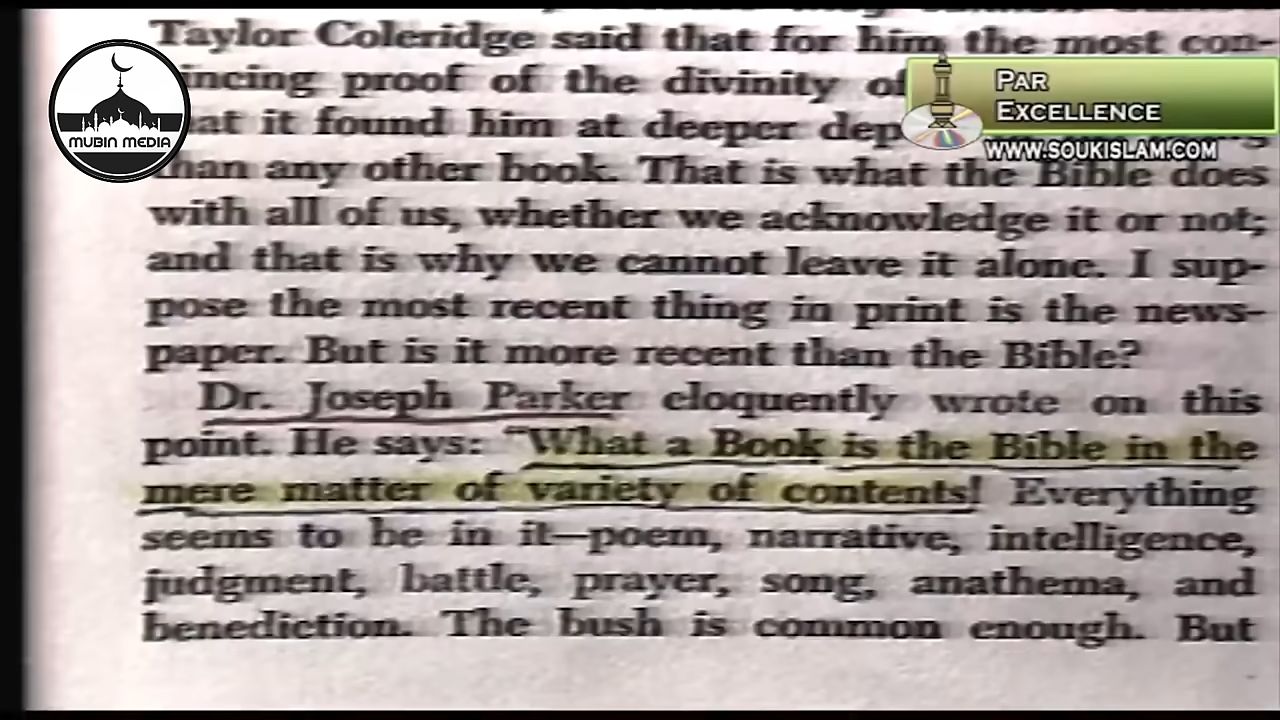 Taylor Coleridge said that for him the most con-
incing proof of the divinity of
at it found him at deeper dep
than any other book. That is what the Bible does
with all of us, whether we acknowledge it or not;
and that is why we cannot leave it alone. I sup-
pose the most recent thing in print is the news-
paper. But is it more recent than the Bible?
Dr. Joseph Parker cloquently wrote on this
point. He says: "What a Book is the Bible in the
mere matter of variety of contents! Everything
seems to be in it—poem, narrative, intelligence,
judgment, battle, prayer, song, anathema, and
benediction. The bush is common enough. But
MUBIN MEDIA
PAR
EXCELLENCE
WWW.SOUKISLAM.COM